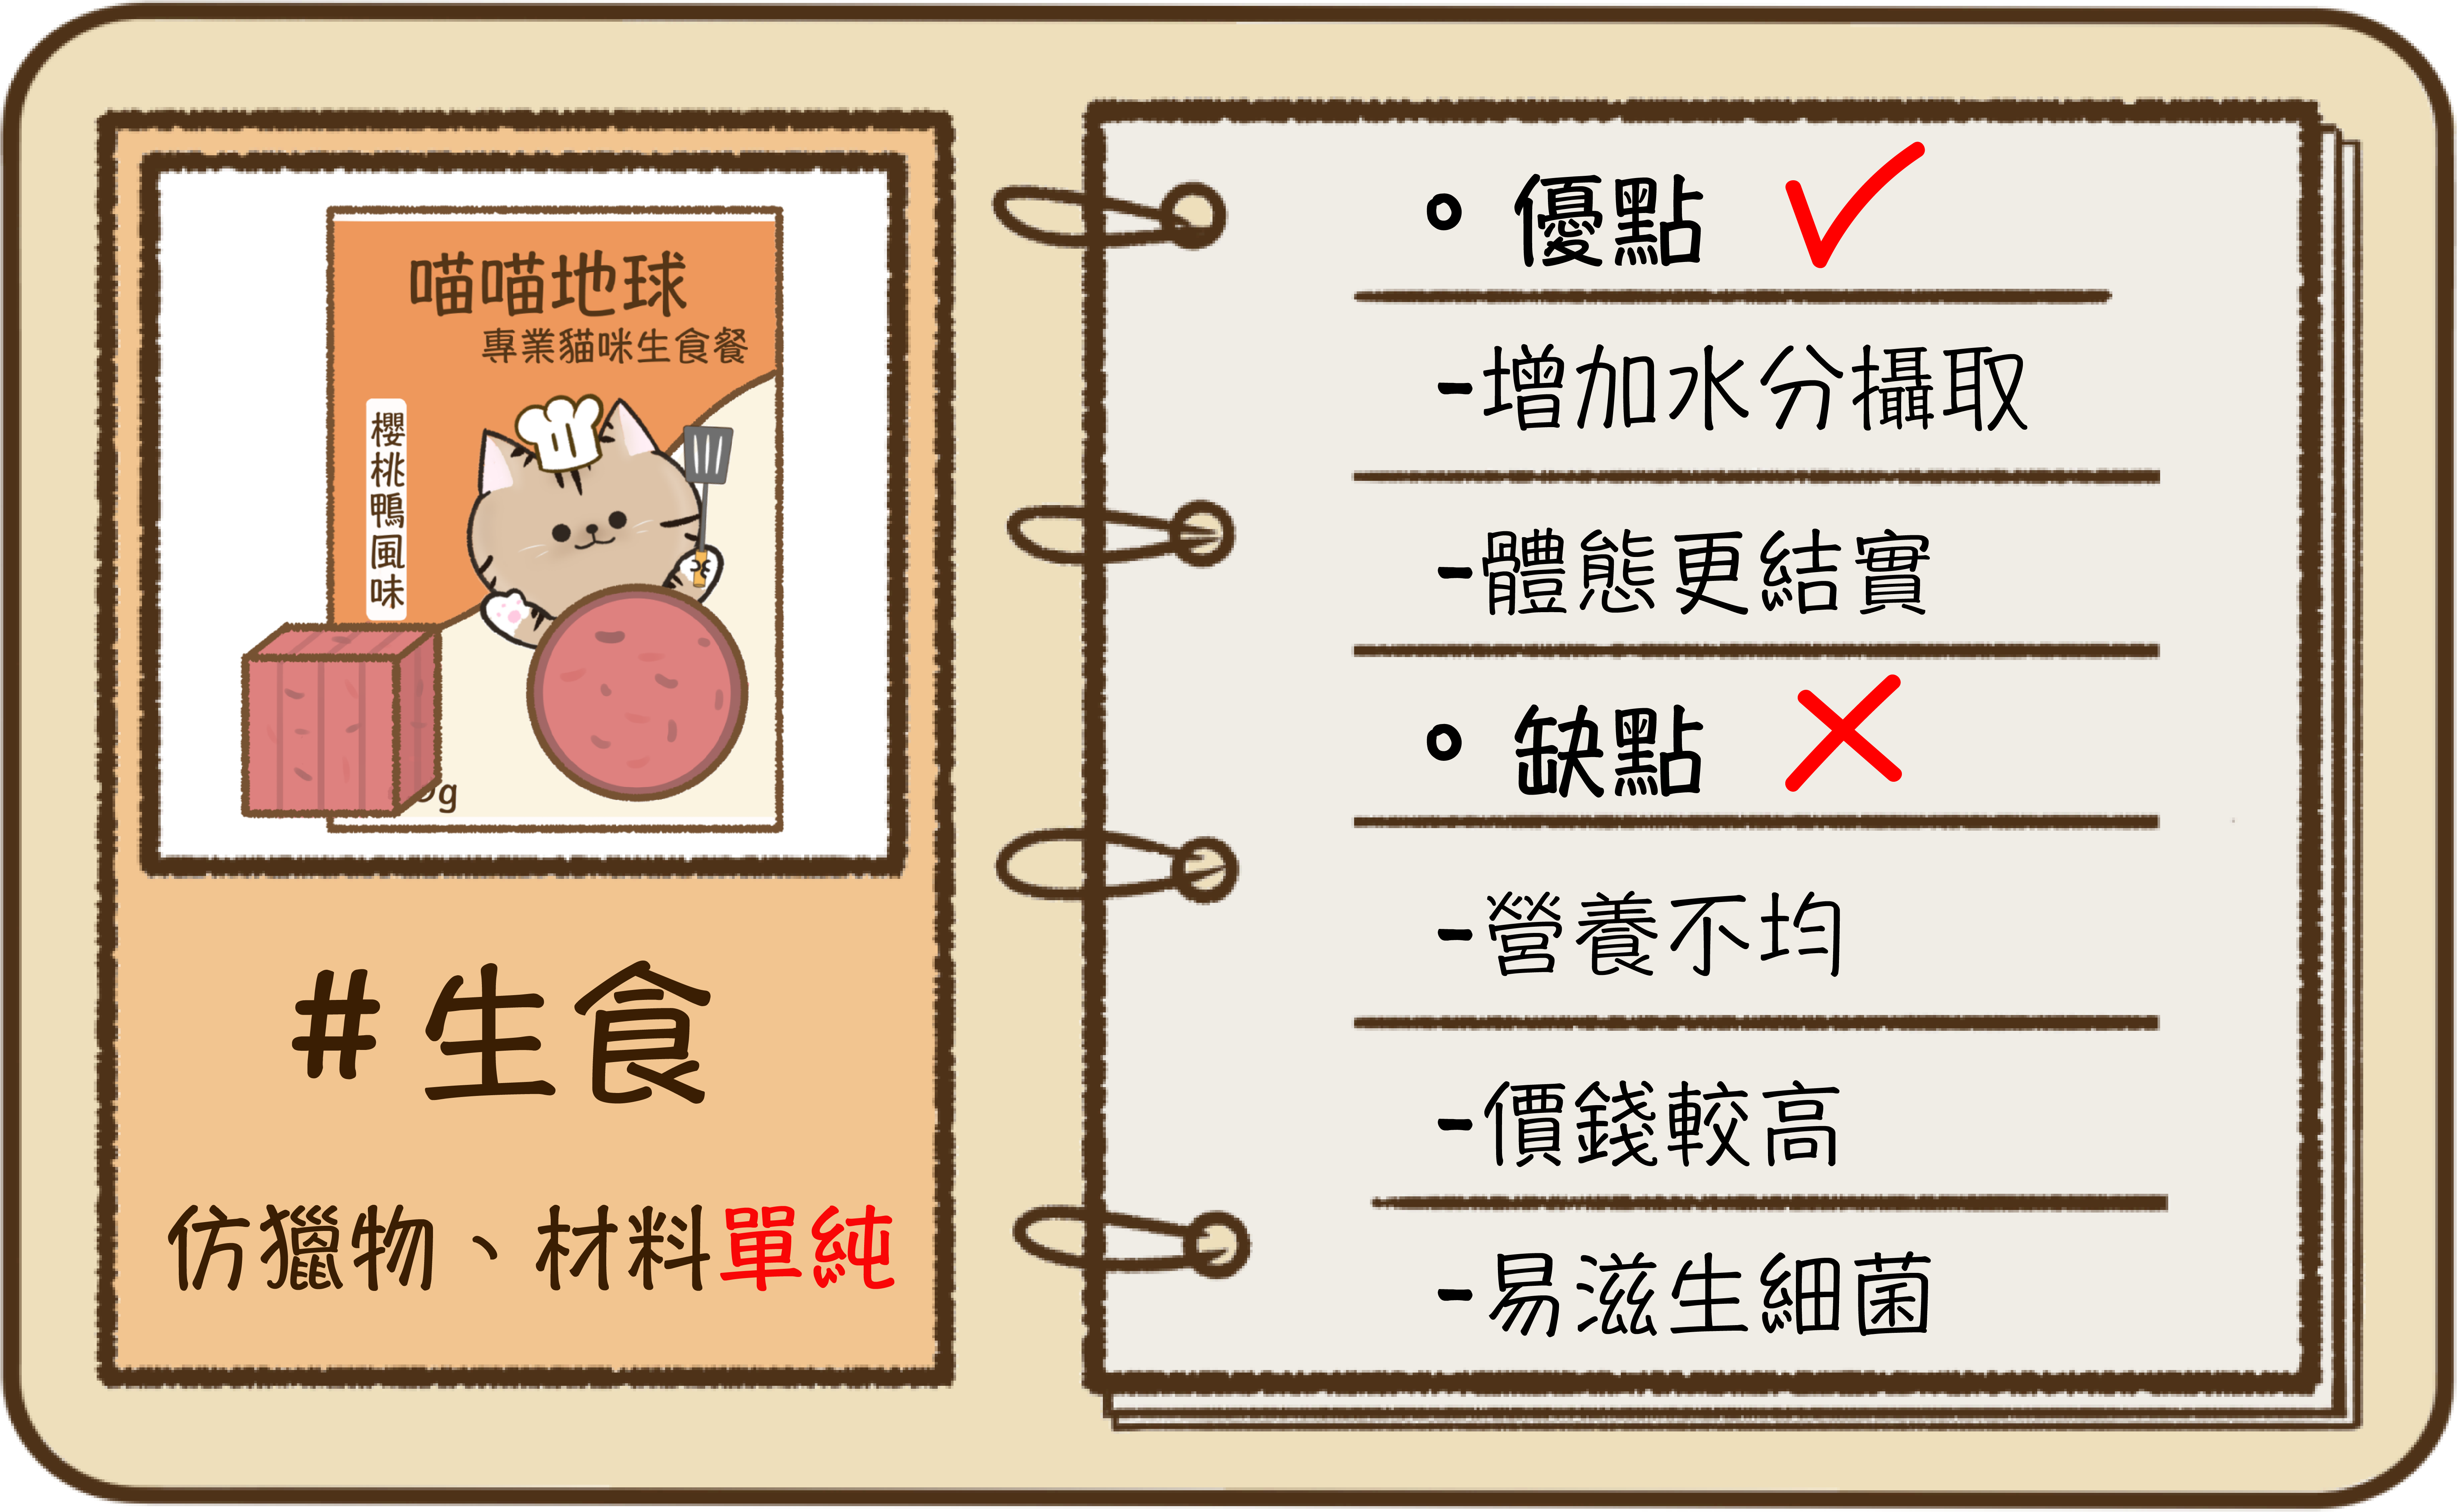 喵喵地球
專業貓咪生食餐
櫻桃鴨風味
g
#生食
仿獵物、材料單純
• 優點
-增加水分攝取
-體態更結實
• 缺點
-營養不均
-價錢較高
-易滋生細菌